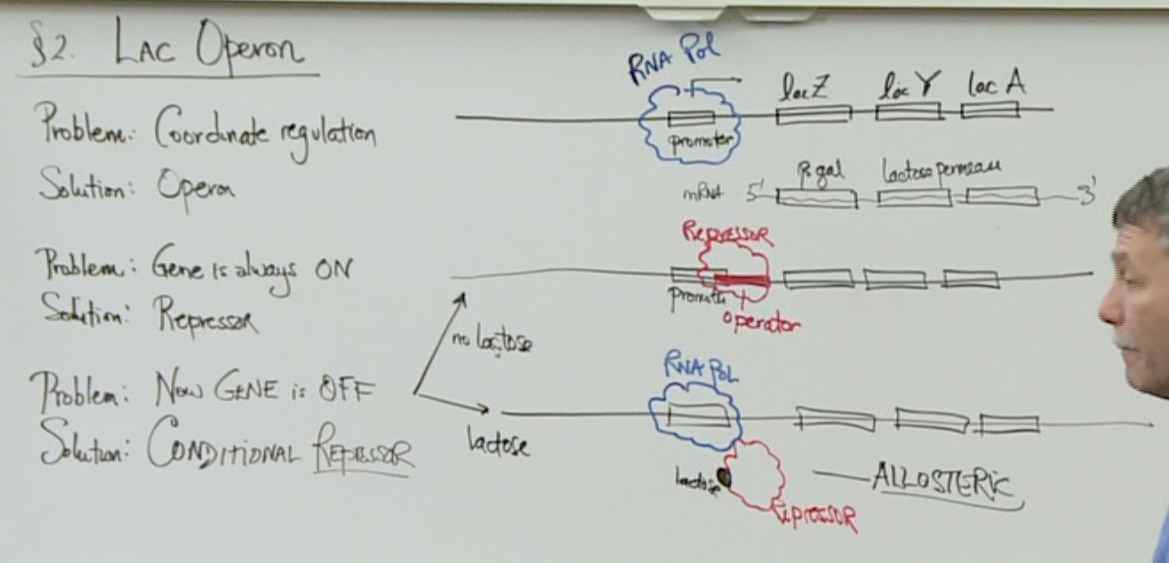 §2. LAC Operon
Problem: Coordinate regulation
Solution: Operon
Problem: Gene is always ON
Solution: Repressor
Problem: Now GENE is OFF
Solution: CONDITIONAL REPRESSOR
no lactose
lactose
RNA Pol
promoter
lacZ lac Y lac A
β gal lactose permease
mRNA 5' 3'
REPRESSOR
promoter
operator
RNA POL
lactose
repressor
ALLOSTERIC